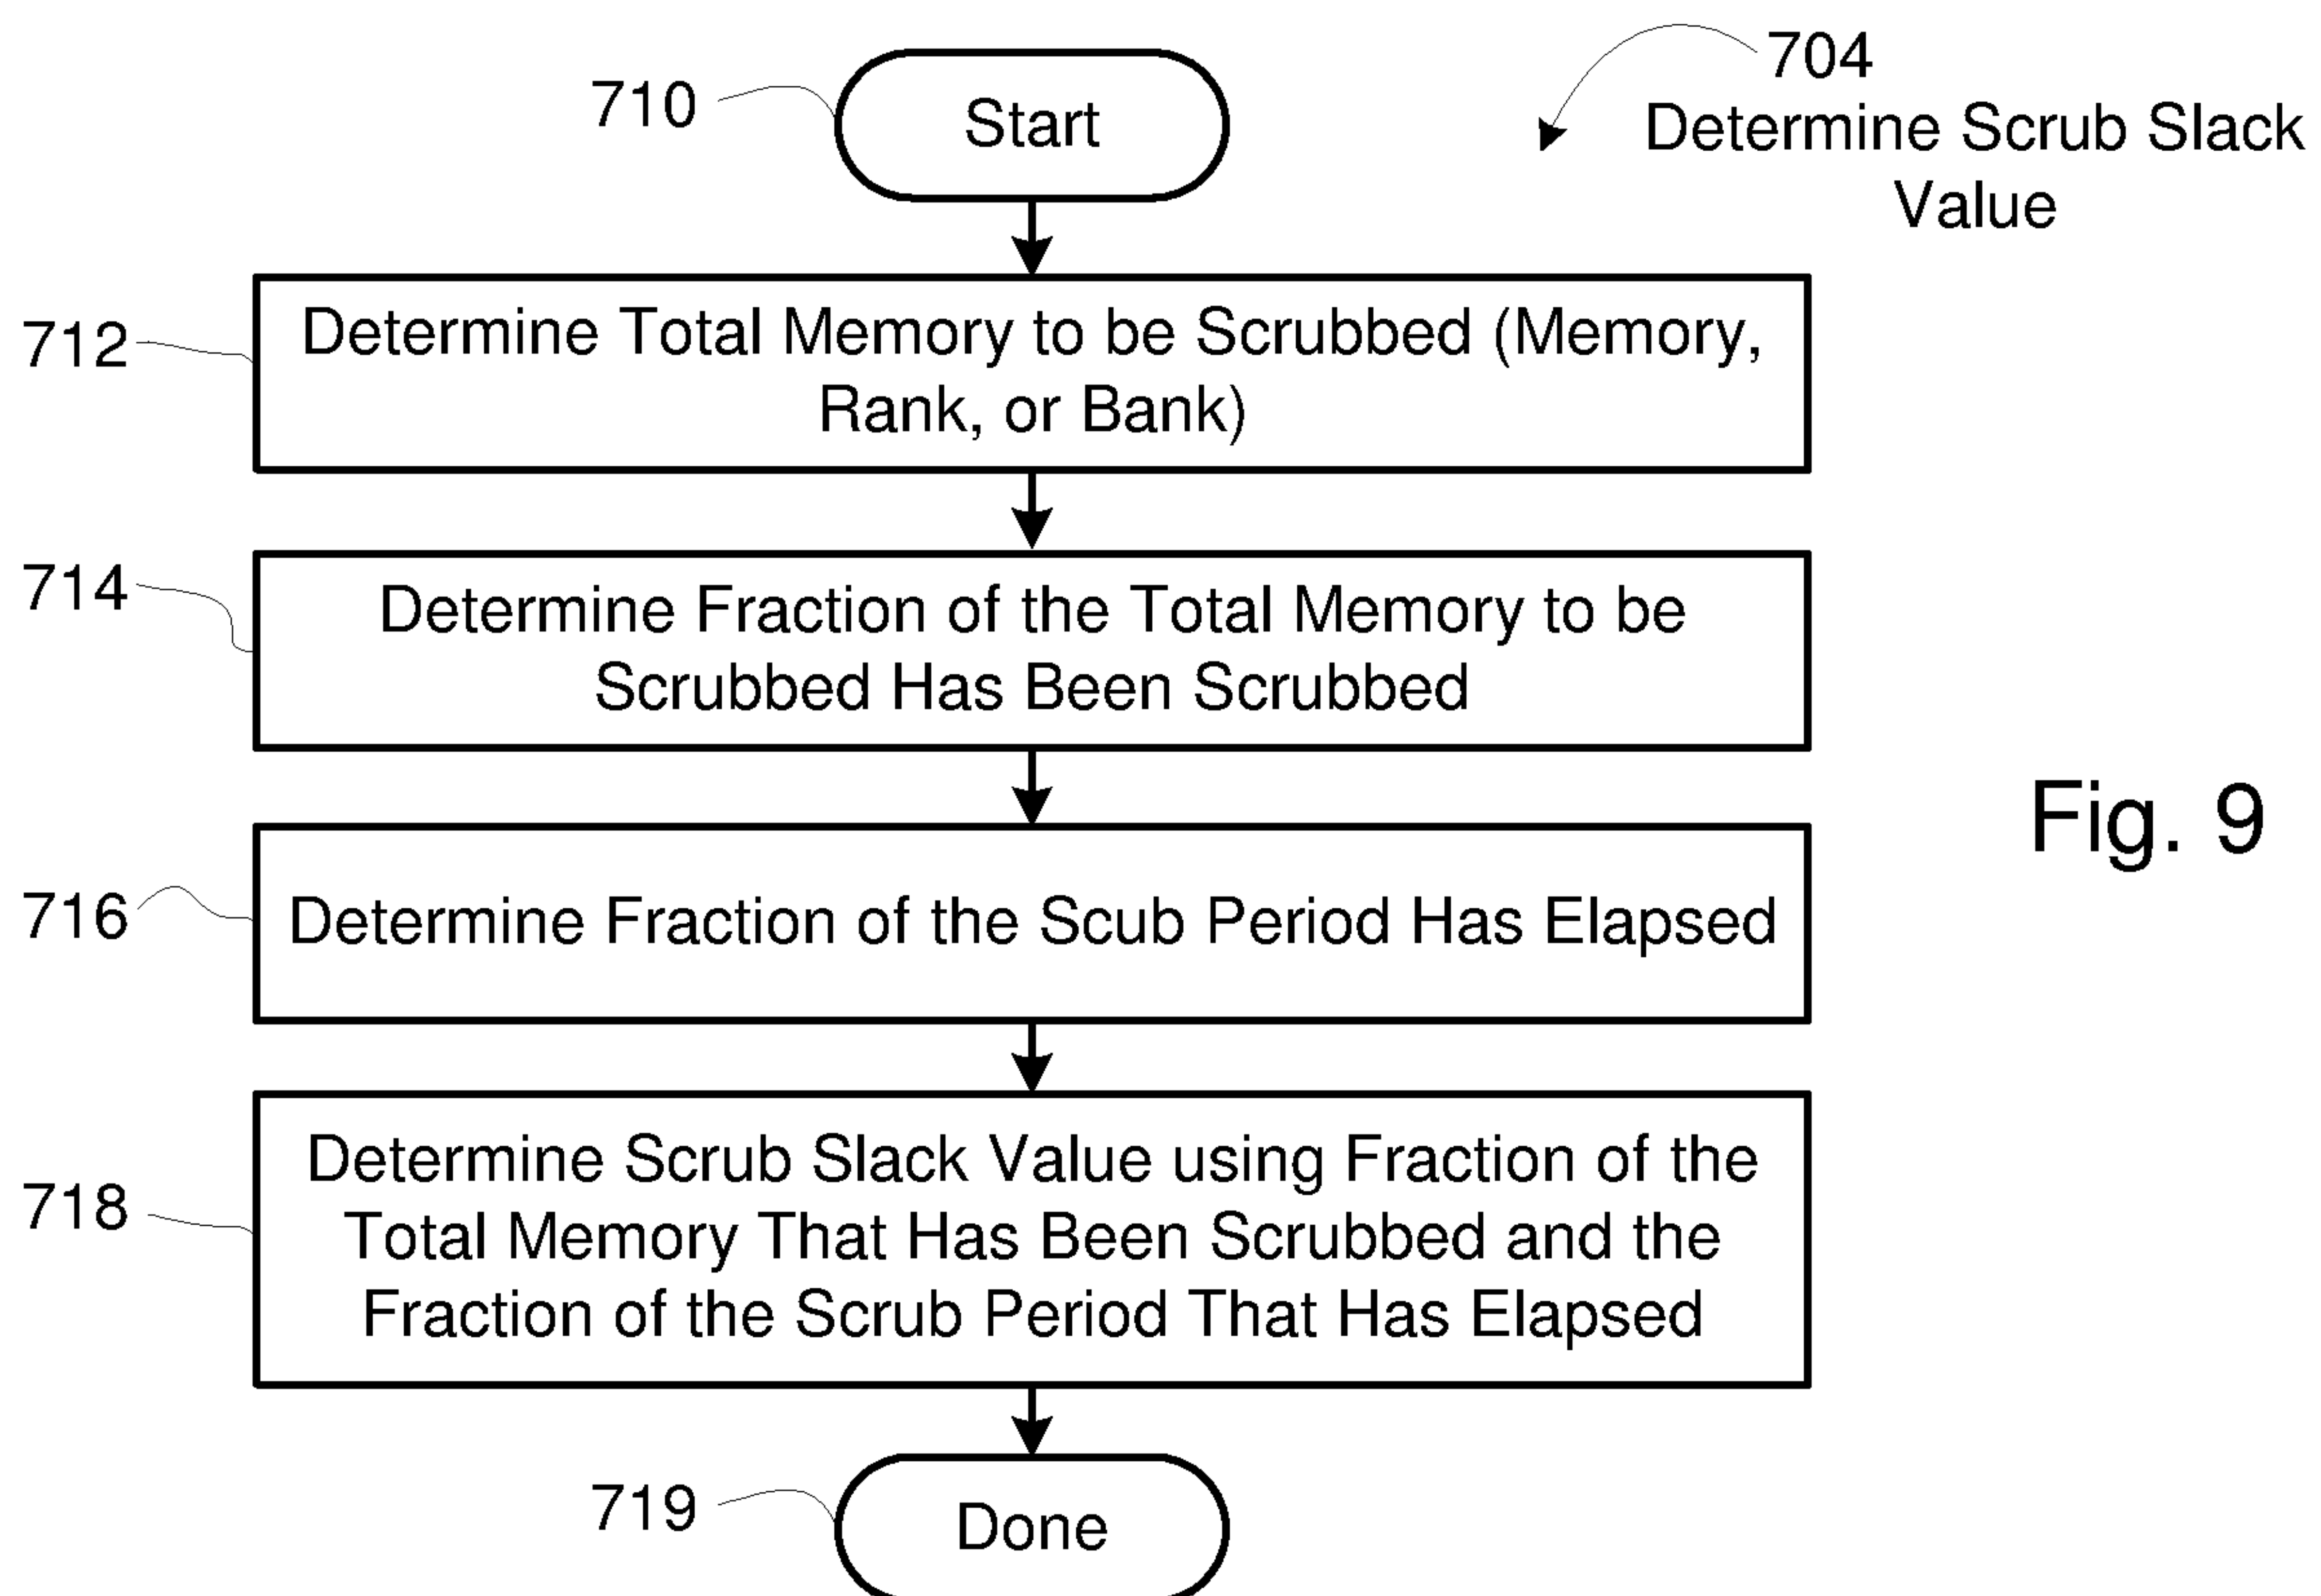 704
Determine Scrub Slack
Value
710
Start
712
Determine Total Memory to be Scrubbed (Memory,
Rank, or Bank)
714
Determine Fraction of the Total Memory to be
Scrubbed Has Been Scrubbed
716
Determine Fraction of the Scub Period Has Elapsed
718
Determine Scrub Slack Value using Fraction of the
Total Memory That Has Been Scrubbed and the
Fraction of the Scrub Period That Has Elapsed
719
Done
Fig. 9